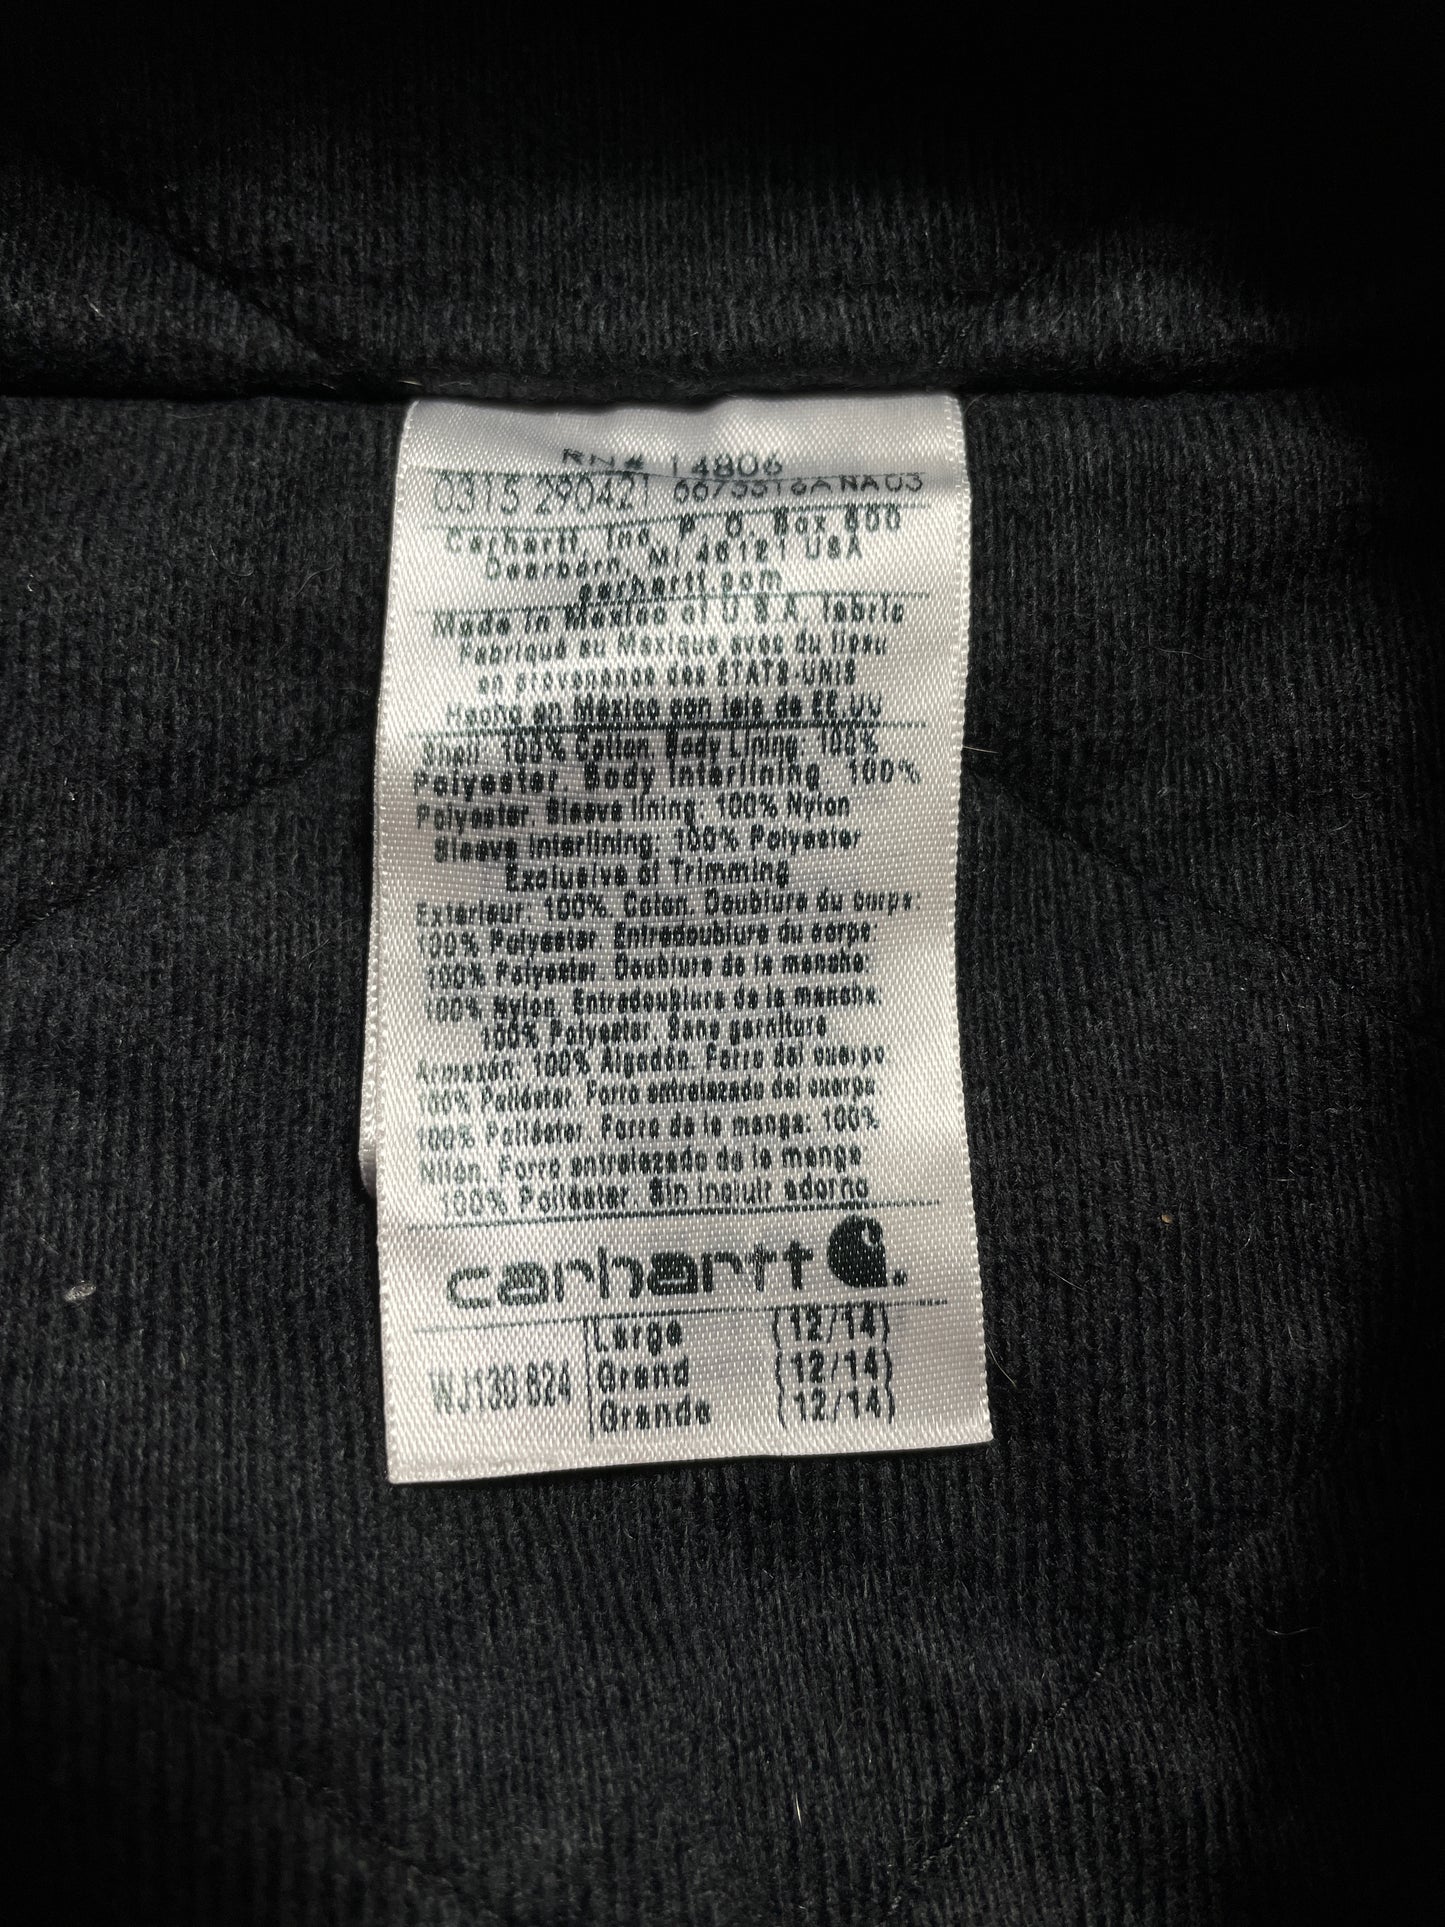 RN# 14806
0315 290421 6675516A NA03
Carhartt, Inc. P. O. Box 600
Dearborn, MI 48121 USA
carhartt.com
Made in Mexico of U.S.A. fabric
Fabriqué au Mexique avec du tissu
en provenance des ÉTATS-UNIS
Hecho en México con tela de EE.UU
Shell: 100% Cotton. Body Lining: 100%
Polyester. Body Interlining: 100%
Polyester. Sleeve lining: 100% Nylon
Sleeve Interlining: 100% Polyester
Exclusive of Trimming
Extérieur: 100% Coton. Doublure du corps:
100% Polyester. Entredoublure du corps:
100% Polyester. Doublure de la manche:
100% Nylon. Entredoublure de la manche:
100% Polyester. Sans garniture
Armazón: 100% Algodón. Forro del cuerpo
100% Poliéster. Forro entrelazado del cuerpo
100% Poliéster. Forro de la manga: 100%
Nilón. Forro entrelazado de la manga
100% Poliéster. Sin incluir adorno
carhartt
WJ130 624 Large (12/14)
Grand (12/14)
Grande (12/14)